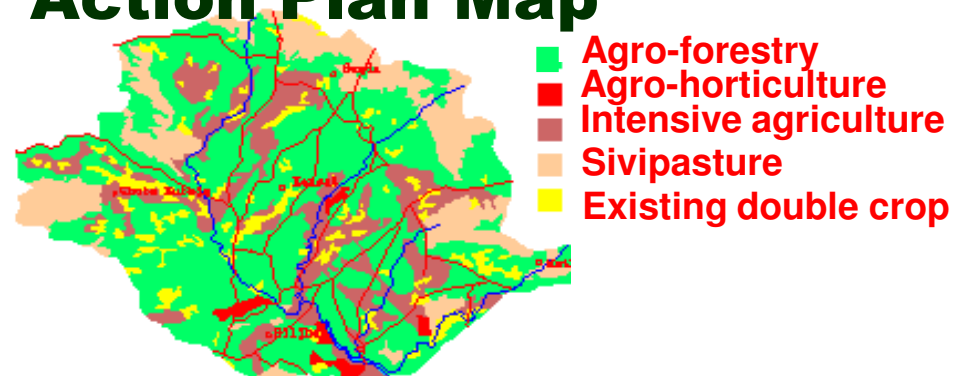 Action Plan Map
Agro-forestry
Agro-horticulture
Intensive agriculture
Sivipasture
Existing double crop